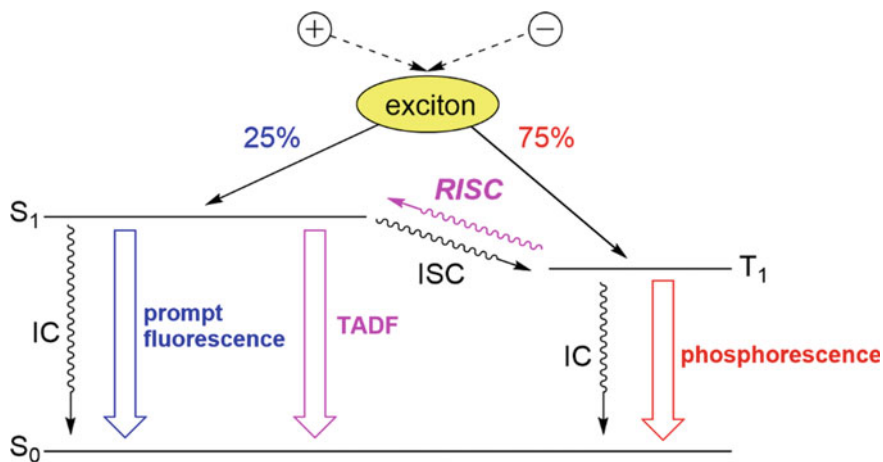 +
−
exciton
25%
75%
RISC
S₁
ISC
T₁
IC
prompt
fluorescence
TADF
IC
phosphorescence
S₀